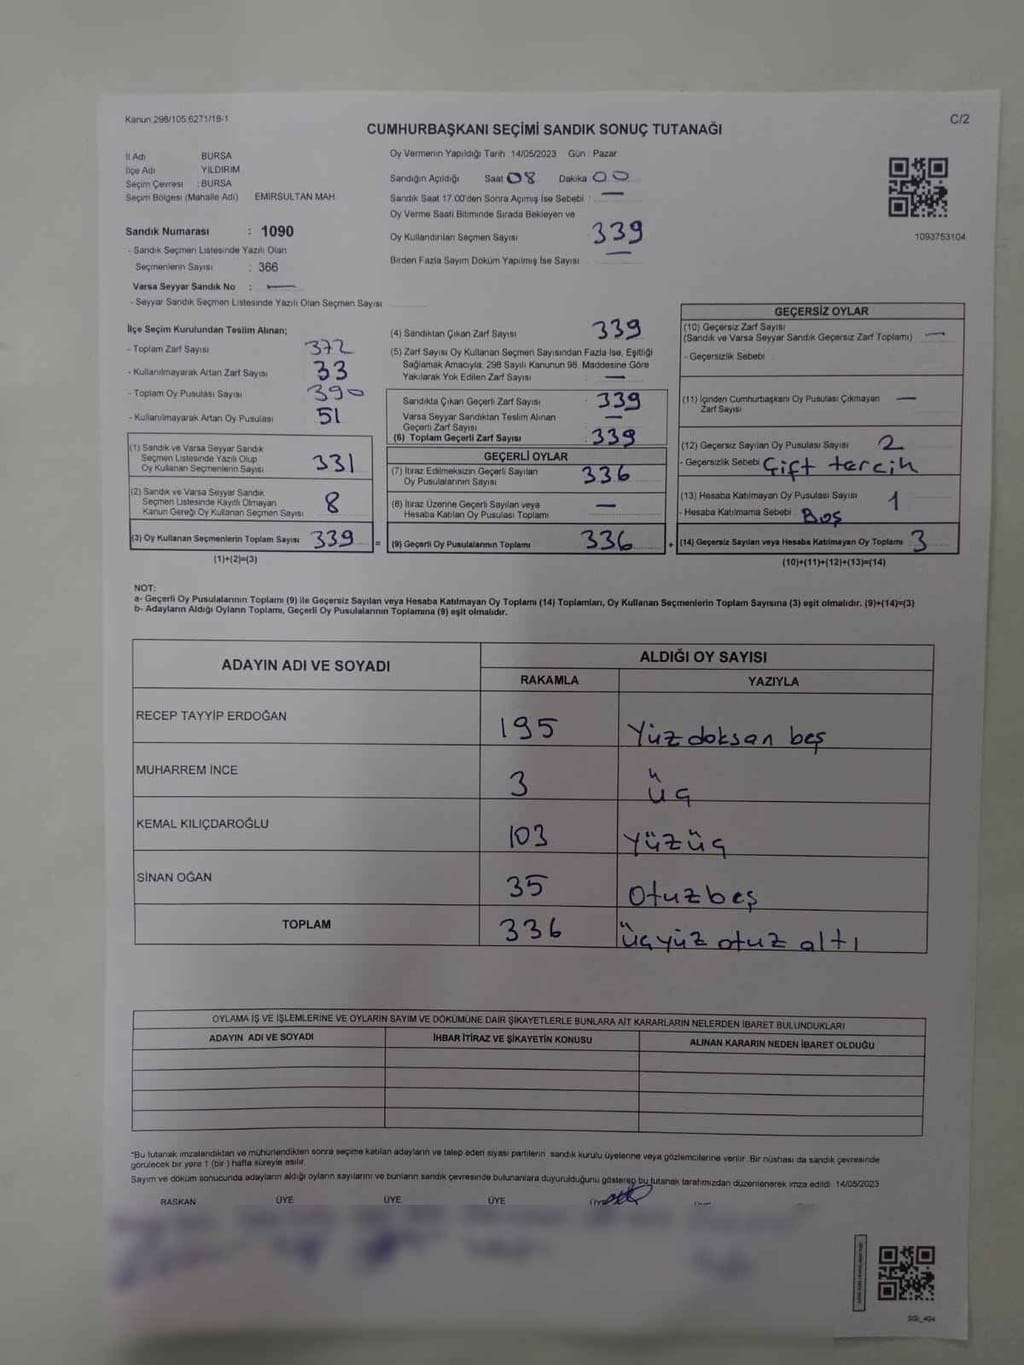 Kanun 298/105 6271/18-1
C/2
CUMHURBAŞKANI SEÇİMİ SANDIK SONUÇ TUTANAĞI
İl Adı BURSA
İlçe Adı YILDIRIM
Seçim Çevresi : BURSA
Seçim Bölgesi (Mahalle Adı) EMİRSULTAN MAH
Sandık Numarası : 1090
- Sandık Seçmen Listesinde Yazılı Olan
Seçmenlerin Sayısı : 366
Varsa Seyyar Sandık No : —
- Seyyar Sandık Seçmen Listesinde Yazılı Olan Seçmen Sayısı
Oy Vermenin Yapıldığı Tarih 14/05/2023 Gün Pazar
Sandığın Açıldığı Saat 08 Dakika 00
Sandık Saat 17.00'den Sonra Açılmış İse Sebebi : —
Oy Verme Saati Bitiminde Sırada Bekleyen ve
Oy Kullandırılan Seçmen Sayısı 339
Birden Fazla Sayım Döküm Yapılmış İse Sayısı —
1093753104
İlçe Seçim Kurulundan Teslim Alınan;
- Toplam Zarf Sayısı 372
- Kullanılmayarak Artan Zarf Sayısı 33
- Toplam Oy Pusulası Sayısı 390
- Kullanılmayarak Artan Oy Pusulası 51
(1) Sandık ve Varsa Seyyar Sandık
Seçmen Listesinde Yazılı Olup
Oy Kullanan Seçmenlerin Sayısı 331
(2) Sandık ve Varsa Seyyar Sandık
Seçmen Listesinde Kayıtlı Olmayan
Kanun Gereği Oy Kullanan Seçmen Sayısı 8
(3) Oy Kullanan Seçmenlerin Toplam Sayısı 339 =
(1)+(2)=(3)
(4) Sandıktan Çıkan Zarf Sayısı 339
(5) Zarf Sayısı Oy Kullanan Seçmen Sayısından Fazla İse, Eşitliği
Sağlamak Amacıyla, 298 Sayılı Kanunun 98. Maddesine Göre
Yakılarak Yok Edilen Zarf Sayısı : —
Sandıkta Çıkan Geçerli Zarf Sayısı : 339
Varsa Seyyar Sandıktan Teslim Alınan
Geçerli Zarf Sayısı —
(6) Toplam Geçerli Zarf Sayısı : 339
GEÇERLİ OYLAR
(7) İtiraz Edilmeksizin Geçerli Sayılan
Oy Pusulalarının Sayısı : 336
(8) İtiraz Üzerine Geçerli Sayılan veya
Hesaba Katılan Oy Pusulası Toplamı : —
(9) Geçerli Oy Pusulalarının Toplamı : 336 +
GEÇERSİZ OYLAR
(10) Geçersiz Zarf Sayısı
(Sandık ve Varsa Seyyar Sandık Geçersiz Zarf Toplamı) —
- Geçersizlik Sebebi
(11) İçinden Cumhurbaşkanı Oy Pusulası Çıkmayan
Zarf Sayısı —
(12) Geçersiz Sayılan Oy Pusulası Sayısı 2
- Geçersizlik Sebebi Çift tercih
(13) Hesaba Katılmayan Oy Pusulası Sayısı 1
- Hesaba Katılmama Sebebi : Boş
(14) Geçersiz Sayılan veya Hesaba Katılmayan Oy Toplamı 3
(10)+(11)+(12)+(13)=(14)
NOT:
a- Geçerli Oy Pusulalarının Toplamı (9) ile Geçersiz Sayılan veya Hesaba Katılmayan Oy Toplamı (14) Toplamları, Oy Kullanan Seçmenlerin Toplam Sayısına (3) eşit olmalıdır. (9)+(14)=(3)
b- Adayların Aldığı Oyların Toplamı, Geçerli Oy Pusulalarının Toplamına (9) eşit olmalıdır.
ADAYIN ADI VE SOYADI
ALDIĞI OY SAYISI
RAKAMLA YAZIYLA
RECEP TAYYİP ERDOĞAN 195 Yüzdoksan beş
MUHARREM İNCE 3 üç
KEMAL KILIÇDAROĞLU 103 Yüzüç
SİNAN OĞAN 35 Otuzbeş
TOPLAM 336 üçyüz otuz altı
OYLAMA İŞ VE İŞLEMLERİNE VE OYLARIN SAYIM VE DÖKÜMÜNE DAİR ŞİKAYETLERLE BUNLARA AİT KARARLARIN NELERDEN İBARET BULUNDUKLARI
ADAYIN ADI VE SOYADI İHBAR İTİRAZ VE ŞİKAYETİN KONUSU ALINAN KARARIN NEDEN İBARET OLDUĞU
"Bu tutanak imzalandıktan ve mühürlendikten sonra seçime katılan adayların ve talep eden siyasi partilerin sandık kurulu üyelerine veya gözlemcilerine verilir. Bir nüshası da sandık çevresinde
görülecek bir yere 1 (bir) hafta süreyle asılır.
Sayım ve döküm sonucunda adayların aldığı oyların sayılarını ve bunların sandık çevresinde bulunanlara duyurulduğunu gösterep bu tutanak tarafımızdan düzenlenerek imza edildi. 14/05/2023
BAŞKAN ÜYE ÜYE ÜYE